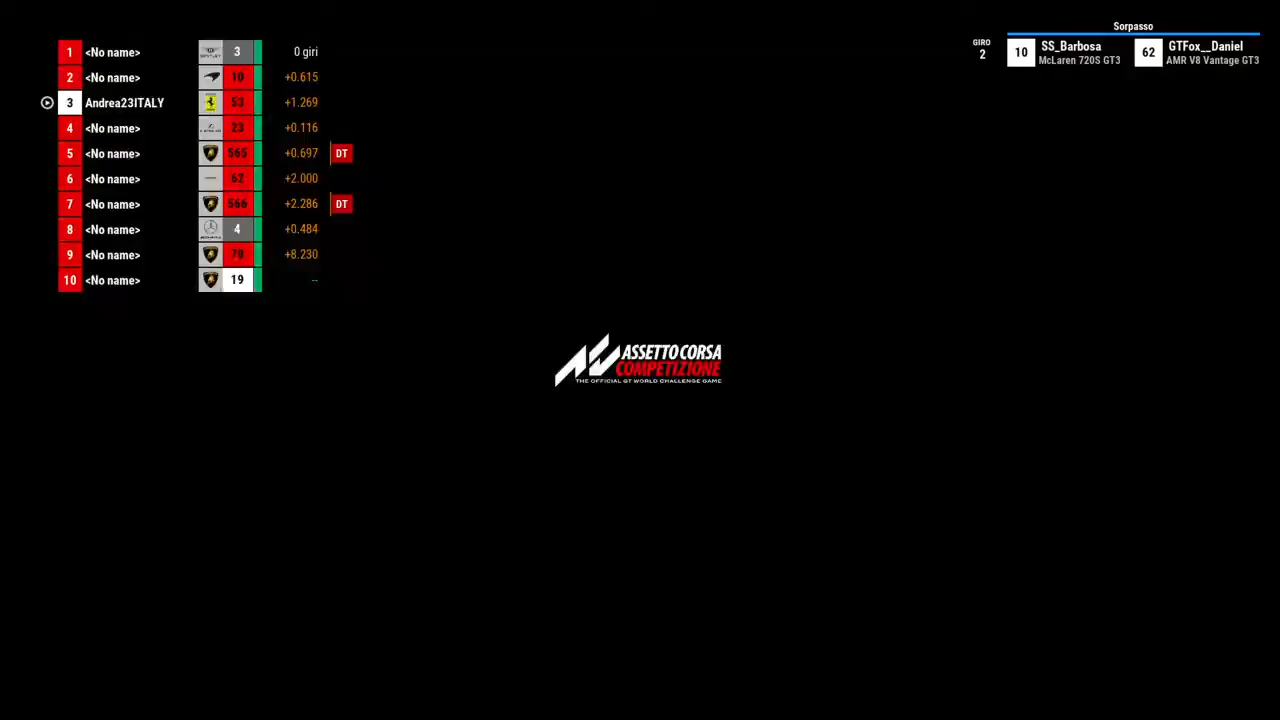 1 <No name> 3 0 giri
2 <No name> 10 +0.615
3 Andrea23ITALY 53 +1.269
4 <No name> 23 +0.116
5 <No name> 565 +0.697 DT
6 <No name> 62 +2.000
7 <No name> 566 +2.286 DT
8 <No name> 4 +0.484
9 <No name> +8.230
10 <No name> 19 --
Sorpasso
GIRO
2
10 SS_Barbosa
McLaren 720S GT3
62 GTFox__Daniel
AMR V8 Vantage GT3
ASSETTO CORSA
COMPETIZIONE
THE OFFICIAL GT WORLD CHALLENGE GAME